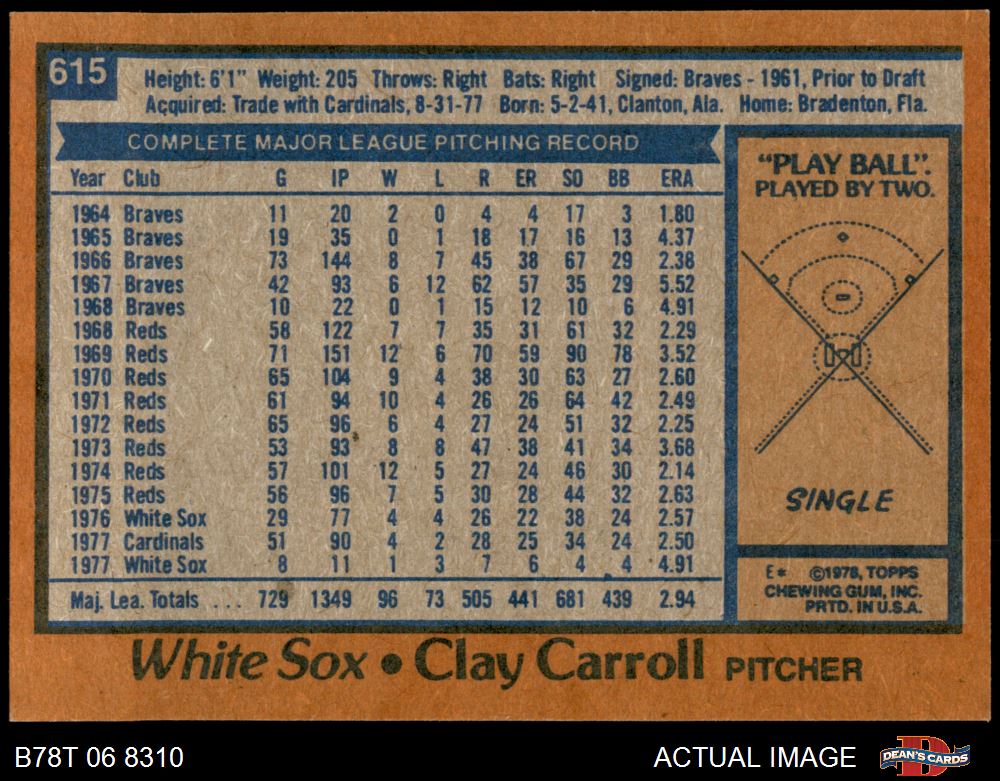 615
Height: 6'1" Weight: 205 Throws: Right Bats: Right Signed: Braves - 1961, Prior to Draft
Acquired: Trade with Cardinals, 8-31-77 Born: 5-2-41, Clanton, Ala. Home: Bradenton, Fla.
COMPLETE MAJOR LEAGUE PITCHING RECORD
Year Club G IP W L R ER SO BB ERA
1964 Braves 11 20 2 0 4 4 17 3 1.80
1965 Braves 19 35 0 1 18 17 16 13 4.37
1966 Braves 73 144 8 7 45 38 67 29 2.38
1967 Braves 42 93 6 12 62 57 35 29 5.52
1968 Braves 10 22 0 1 15 12 10 6 4.91
1968 Reds 58 122 7 7 35 31 61 32 2.29
1969 Reds 71 151 12 6 70 59 90 78 3.52
1970 Reds 65 104 9 4 38 30 63 27 2.60
1971 Reds 61 94 10 4 26 26 64 42 2.49
1972 Reds 65 96 6 4 27 24 51 32 2.25
1973 Reds 53 93 8 8 47 38 41 34 3.68
1974 Reds 57 101 12 5 27 24 46 30 2.14
1975 Reds 56 96 7 5 30 28 44 32 2.63
1976 White Sox 29 77 4 4 26 22 38 24 2.57
1977 Cardinals 51 90 4 2 28 25 34 24 2.50
1977 White Sox 8 11 1 3 7 6 4 4 4.91
Maj. Lea. Totals ... 729 1349 96 73 505 441 681 439 2.94
"PLAY BALL".
PLAYED BY TWO.
SINGLE
E* ©1978, TOPPS
CHEWING GUM, INC.
PRTD. IN U.S.A.
White Sox • Clay Carroll PITCHER
B78T 06 8310
ACTUAL IMAGE
D
DEAN'S CARDS